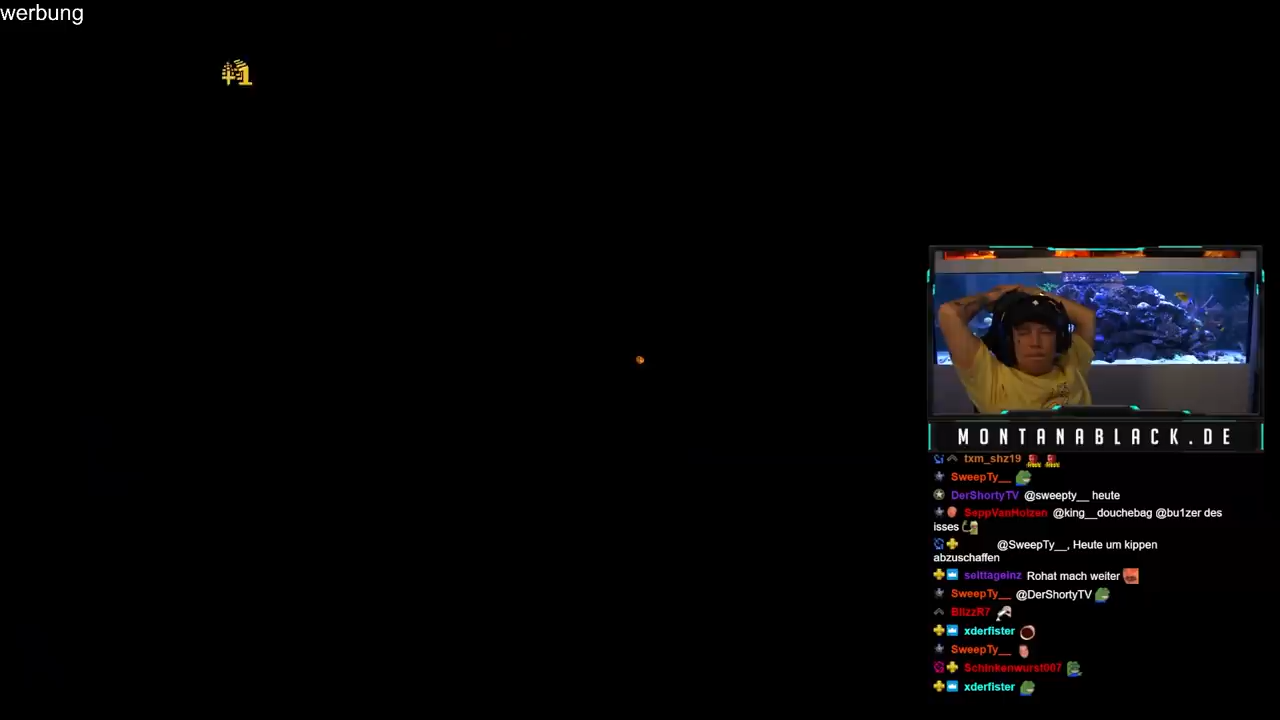 werbung
+1
MONTANABLACK.DE
txm_shz19
SweepTy__
DerShortyTV @sweepty__ heute
SeppVanHolzen @king__douchebag @bu1zer des
isses
@SweepTy__, Heute um kippen
abzuschaffen
seittageinz Rohat mach weiter
SweepTy__ @DerShortyTV
BlizzR7
xderfister
SweepTy__
Schinkenwurst007
xderfister